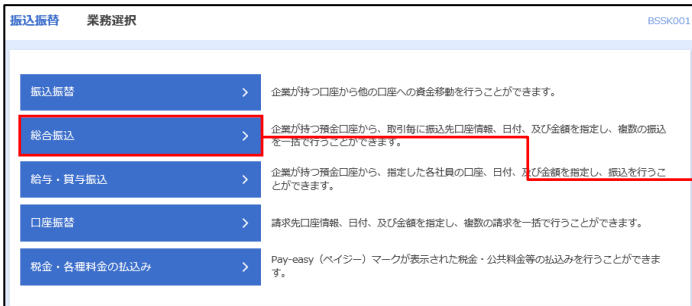 振込振替 業務選択 BSSK001
振込振替
企業が持つ口座から他の口座への資金移動を行うことができます。
総合振込
企業が持つ預金口座から、取引毎に振込先口座情報、日付、及び金額を指定し、複数の振込
を一括で行うことができます。
給与・賞与振込
企業が持つ預金口座から、指定した各社員の口座、日付、及び金額を指定し、振込を行うこ
とができます。
口座振替
請求先口座情報、日付、及び金額を指定し、複数の請求を一括で行うことができます。
税金・各種料金の払込み
Pay-easy（ペイジー）マークが表示された税金・公共料金等の払込みを行うことができま
す。